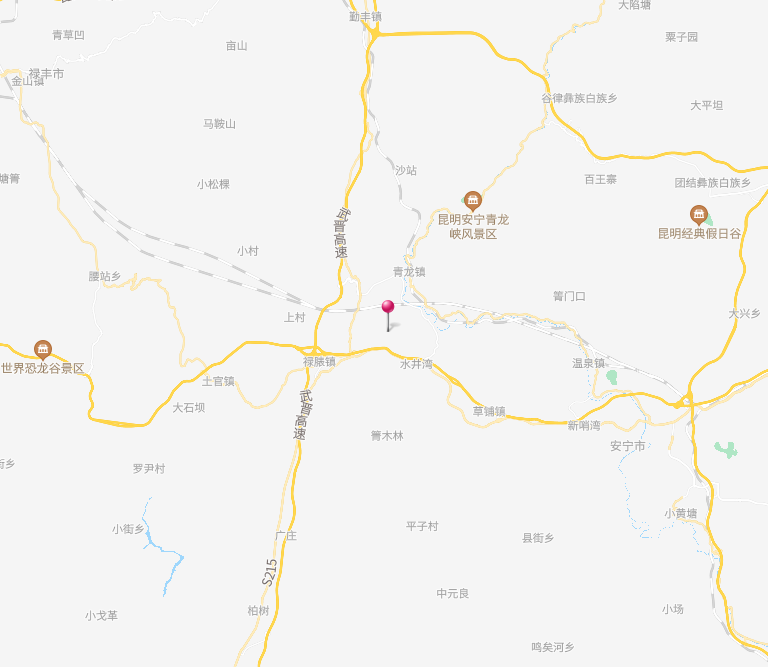 大陷塘
勤丰镇
青草凹
亩山
粟子园
禄丰市
金山镇
谷律彝族白族乡
大平坦
马鞍山
沙站
塘箐
小松棵
百王寨
团结彝族白族乡
昆明安宁青龙
峡风景区
昆明经典假日谷
武晋高速
小村
腰站乡
青龙镇
箐门口
上村
大兴乡
世界恐龙谷景区
禄脿镇
水井湾
温泉镇
土官镇
武晋高速
大石坝
草铺镇
新哨湾
箐木林
安宁市
街乡
罗尹村
小黄塘
小街乡
平子村
广庄
县街乡
S215
中元良
小戈革
柏树
小场
鸣矣河乡